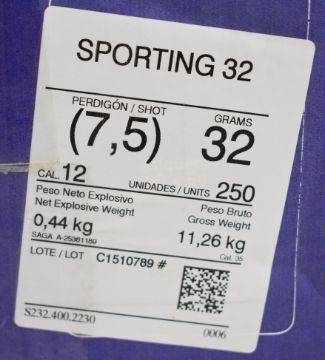 SPORTING 32
PERDIGÓN / SHOT GRAMS
(7,5) 32
CAL. 12 UNIDADES / UNITS 250
Peso Neto Explosivo Peso Bruto
Net Explosive Weight Gross Weight
0,44 kg 11,26 kg
SAGA A-25361189 Cat. 35
LOTE / LOT C1510789 #
S232.400.2230 0006